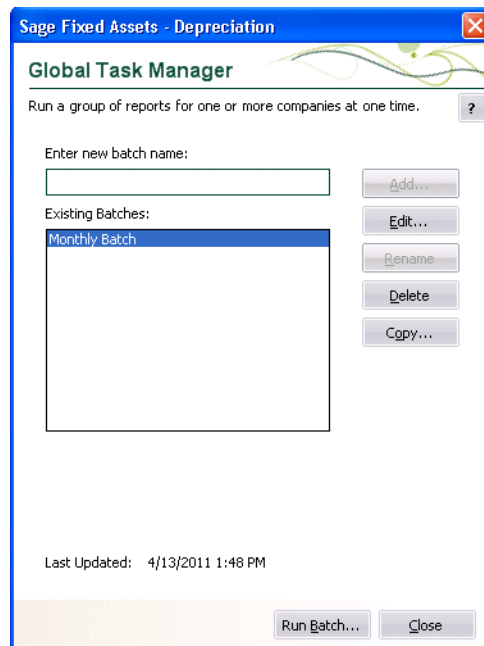 Sage Fixed Assets - Depreciation
Global Task Manager
Run a group of reports for one or more companies at one time.
?
Enter new batch name:
Add...
Existing Batches:
Edit...
Monthly Batch
Rename
Delete
Copy...
Last Updated: 4/13/2011 1:48 PM
Run Batch...
Close